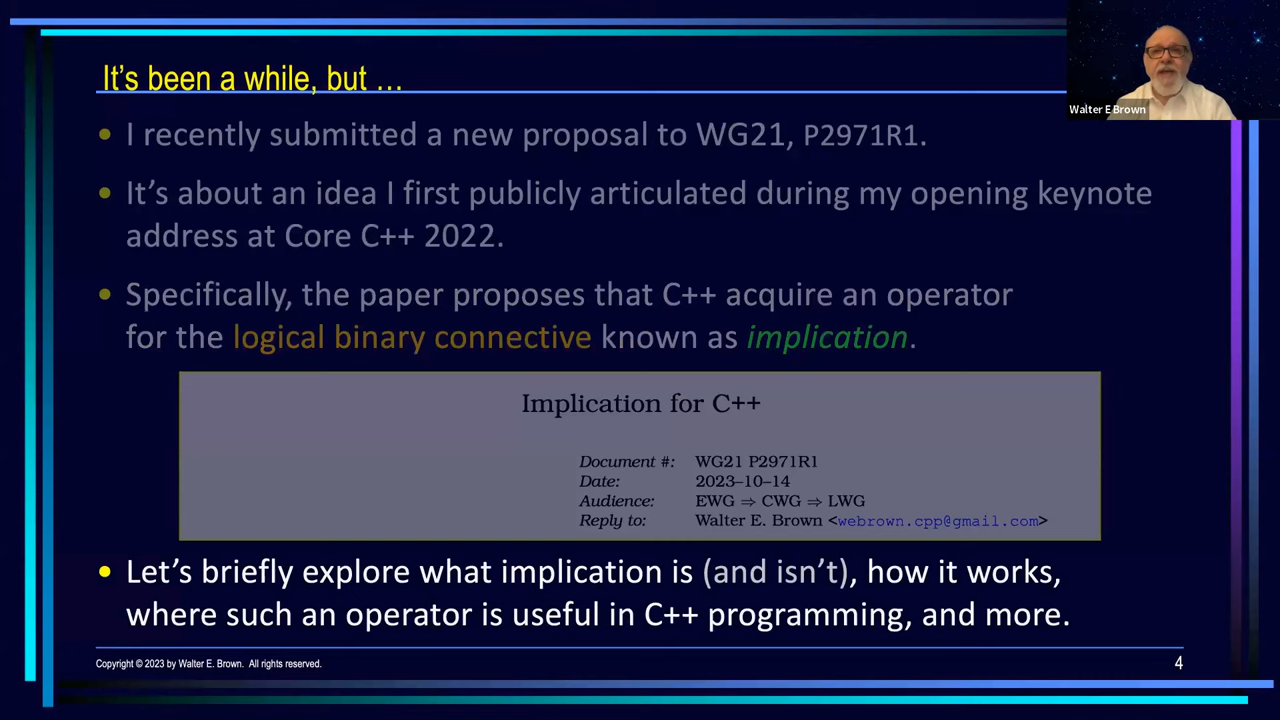 It's been a while, but …
Walter E Brown
• I recently submitted a new proposal to WG21, P2971R1.
• It's about an idea I first publicly articulated during my opening keynote
address at Core C++ 2022.
• Specifically, the paper proposes that C++ acquire an operator
for the logical binary connective known as implication.
Implication for C++
Document #: WG21 P2971R1
Date: 2023–10–14
Audience: EWG ⇒ CWG ⇒ LWG
Reply to: Walter E. Brown <webrown.cpp@gmail.com>
• Let's briefly explore what implication is (and isn't), how it works,
where such an operator is useful in C++ programming, and more.
Copyright © 2023 by Walter E. Brown. All rights reserved.
4